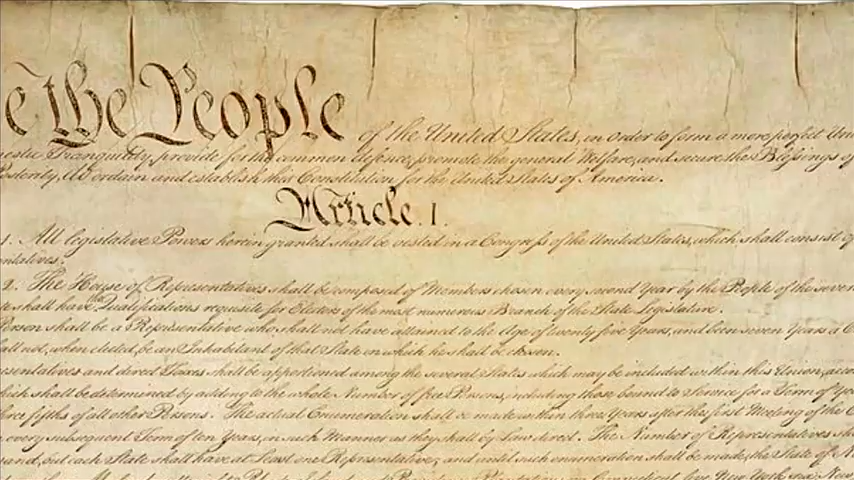 e the People of the United States, in Order to form a more perfect Un
estic Tranquility, provide for the common defence, promote the general Welfare, and secure the Blessings of
osterity, do ordain and establish this Constitution for the United States of America.
Article. I.
1. All legislative Powers herein granted shall be vested in a Congress of the United States, which shall consist of
entatives.
2. The House of Representatives shall be composed of Members chosen every second Year by the People of the sever
te shall have the Qualifications requisite for Electors of the most numerous Branch of the State Legislature.
Person shall be a Representative who shall not have attained to the Age of twenty five Years, and been seven Years a C
all not, when elected, be an Inhabitant of that State in which he shall be chosen.
esentatives and direct Taxes shall be apportioned among the several States which may be included within this Union, acco
hich shall be determined by adding to the whole Number of free Persons, including those bound to Service for a Term of Yea
hree fifths of all other Persons. The actual Enumeration shall be made within three Years after the first Meeting of the C
every subsequent Term of ten Years, in such Manner as they shall by Law direct. The Number of Representatives sha
and, but each State shall have at Least one Representative; and until such enumeration shall be made, the State of N